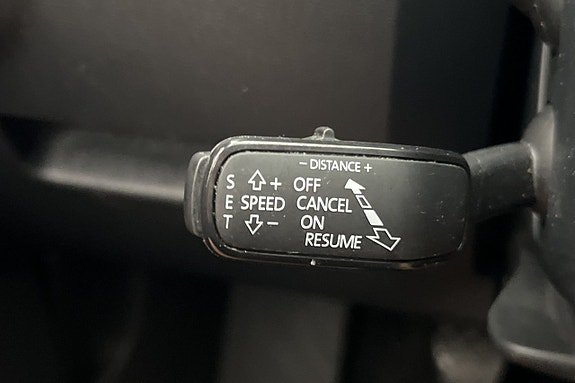 – DISTANCE +
S + OFF
E SPEED CANCEL
T – ON
RESUME